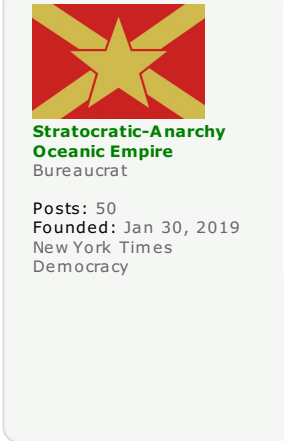 Stratocratic-Anarchy
Oceanic Empire
Bureaucrat
Posts: 50
Founded: Jan 30, 2019
New York Times
Democracy